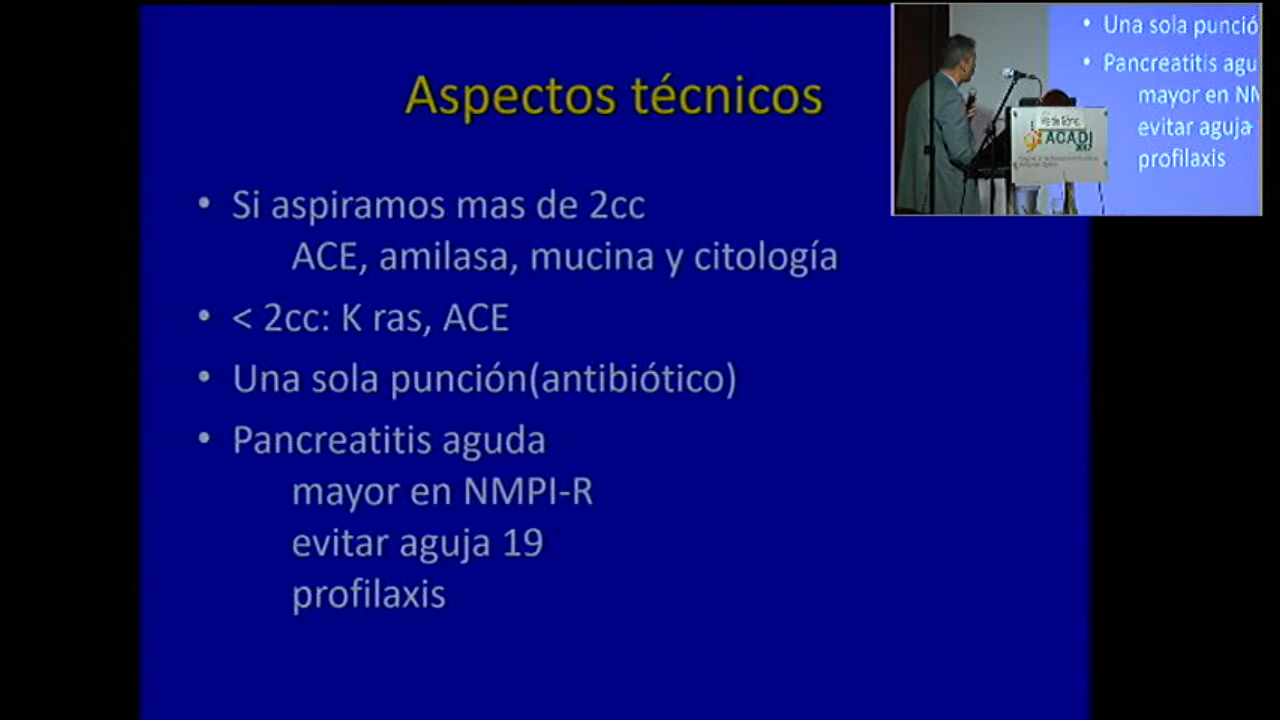 Aspectos técnicos
• Si aspiramos mas de 2cc
ACE, amilasa, mucina y citología
• < 2cc: K ras, ACE
• Una sola punción(antibiótico)
• Pancreatitis aguda
mayor en NMPI-R
evitar aguja 19
profilaxis
• Una sola punció
• Pancreatitis agu
mayor en NM
evitar aguja
profilaxis
ACADI
2017